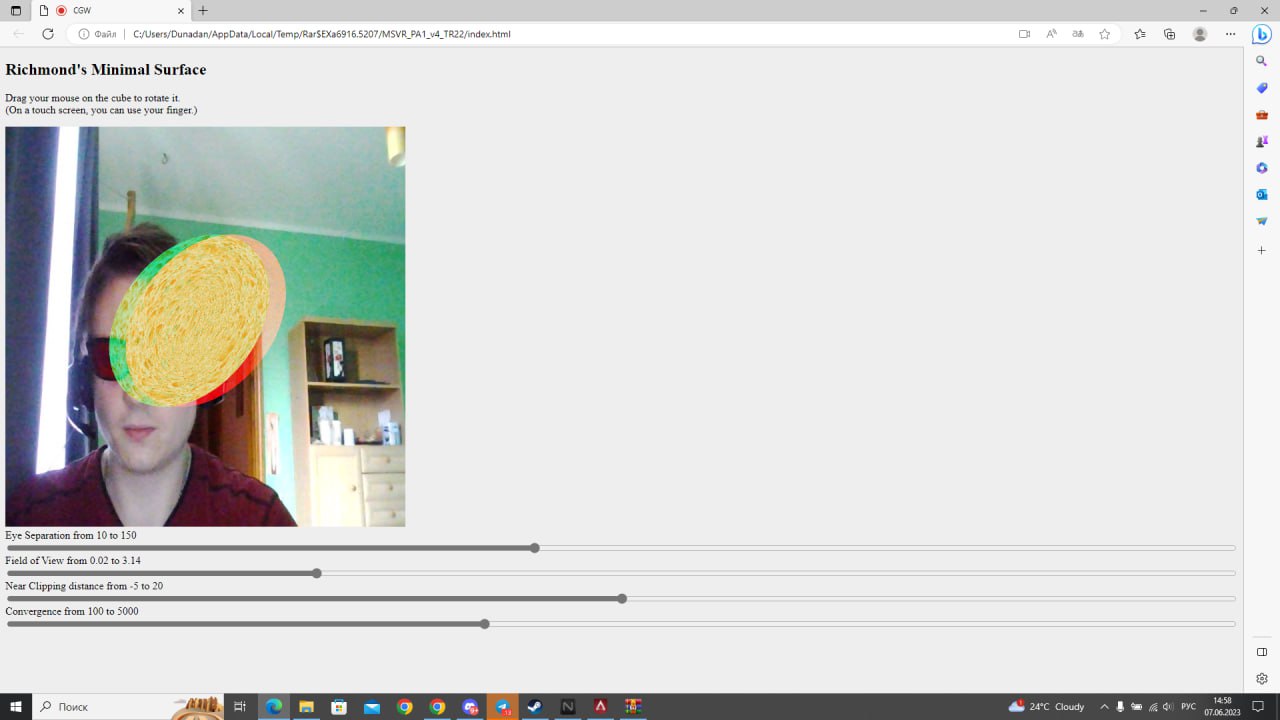 CGW
Файл
C:/Users/Dunadan/AppData/Local/Temp/Rar$EXa6916.5207/MSVR_PA1_v4_TR22/index.html
Richmond's Minimal Surface
Drag your mouse on the cube to rotate it.
(On a touch screen, you can use your finger.)
Eye Separation from 10 to 150
Field of View from 0.02 to 3.14
Near Clipping distance from -5 to 20
Convergence from 100 to 5000
Поиск
24°C Cloudy
РУС
14:58
07.06.2023